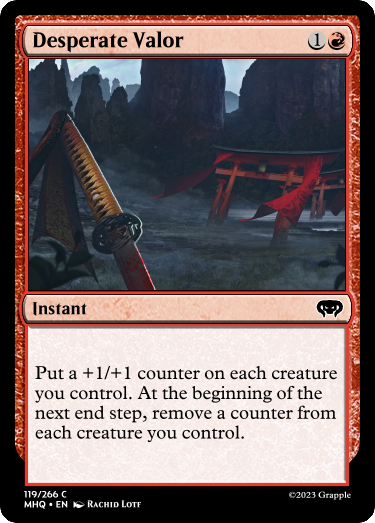 Desperate Valor 1
Instant
Put a +1/+1 counter on each creature
you control. At the beginning of the
next end step, remove a counter from
each creature you control.
119/266 C
MHQ • EN Rachid Lotf
©2023 Grapple